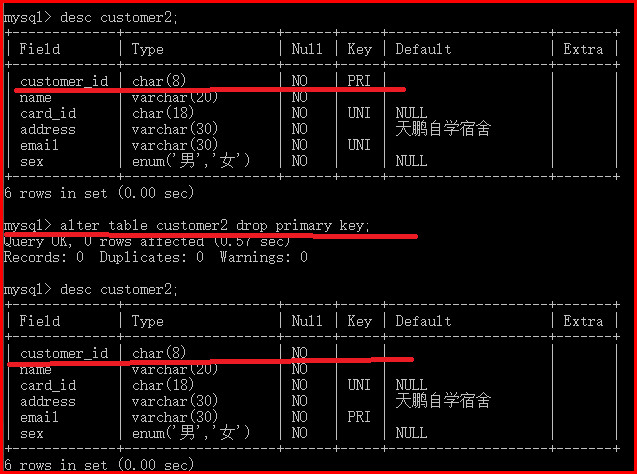 mysql> desc customer2;
+-------------+-----------------+------+-----+--------------+-------+
| Field | Type | Null | Key | Default | Extra |
+-------------+-----------------+------+-----+--------------+-------+
| customer_id | char(8) | NO | PRI | | |
| name | varchar(20) | NO | | | |
| card_id | char(18) | NO | UNI | NULL | |
| address | varchar(30) | NO | | 天鹏自学宿舍 | |
| email | varchar(30) | NO | UNI | | |
| sex | enum('男','女') | NO | | NULL | |
+-------------+-----------------+------+-----+--------------+-------+
6 rows in set (0.00 sec)
mysql> alter table customer2 drop primary key;
Query OK, 0 rows affected (0.57 sec)
Records: 0 Duplicates: 0 Warnings: 0
mysql> desc customer2;
+-------------+-----------------+------+-----+--------------+-------+
| Field | Type | Null | Key | Default | Extra |
+-------------+-----------------+------+-----+--------------+-------+
| customer_id | char(8) | NO | | | |
| name | varchar(20) | NO | | | |
| card_id | char(18) | NO | UNI | NULL | |
| address | varchar(30) | NO | | 天鹏自学宿舍 | |
| email | varchar(30) | NO | PRI | | |
| sex | enum('男','女') | NO | | NULL | |
+-------------+-----------------+------+-----+--------------+-------+
6 rows in set (0.00 sec)